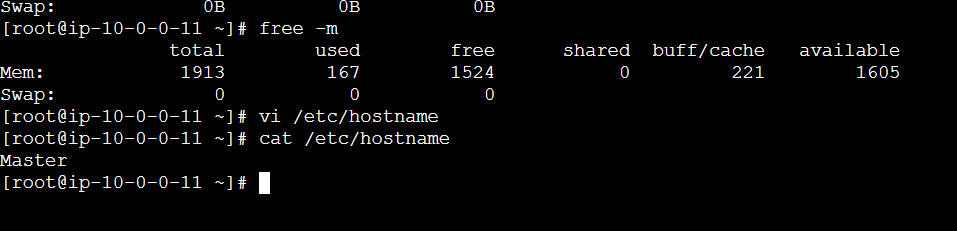 Swap: 0B 0B 0B
[root@ip-10-0-0-11 ~]# free -m
total used free shared buff/cache available
Mem: 1913 167 1524 0 221 1605
Swap: 0 0 0
[root@ip-10-0-0-11 ~]# vi /etc/hostname
[root@ip-10-0-0-11 ~]# cat /etc/hostname
Master
[root@ip-10-0-0-11 ~]#